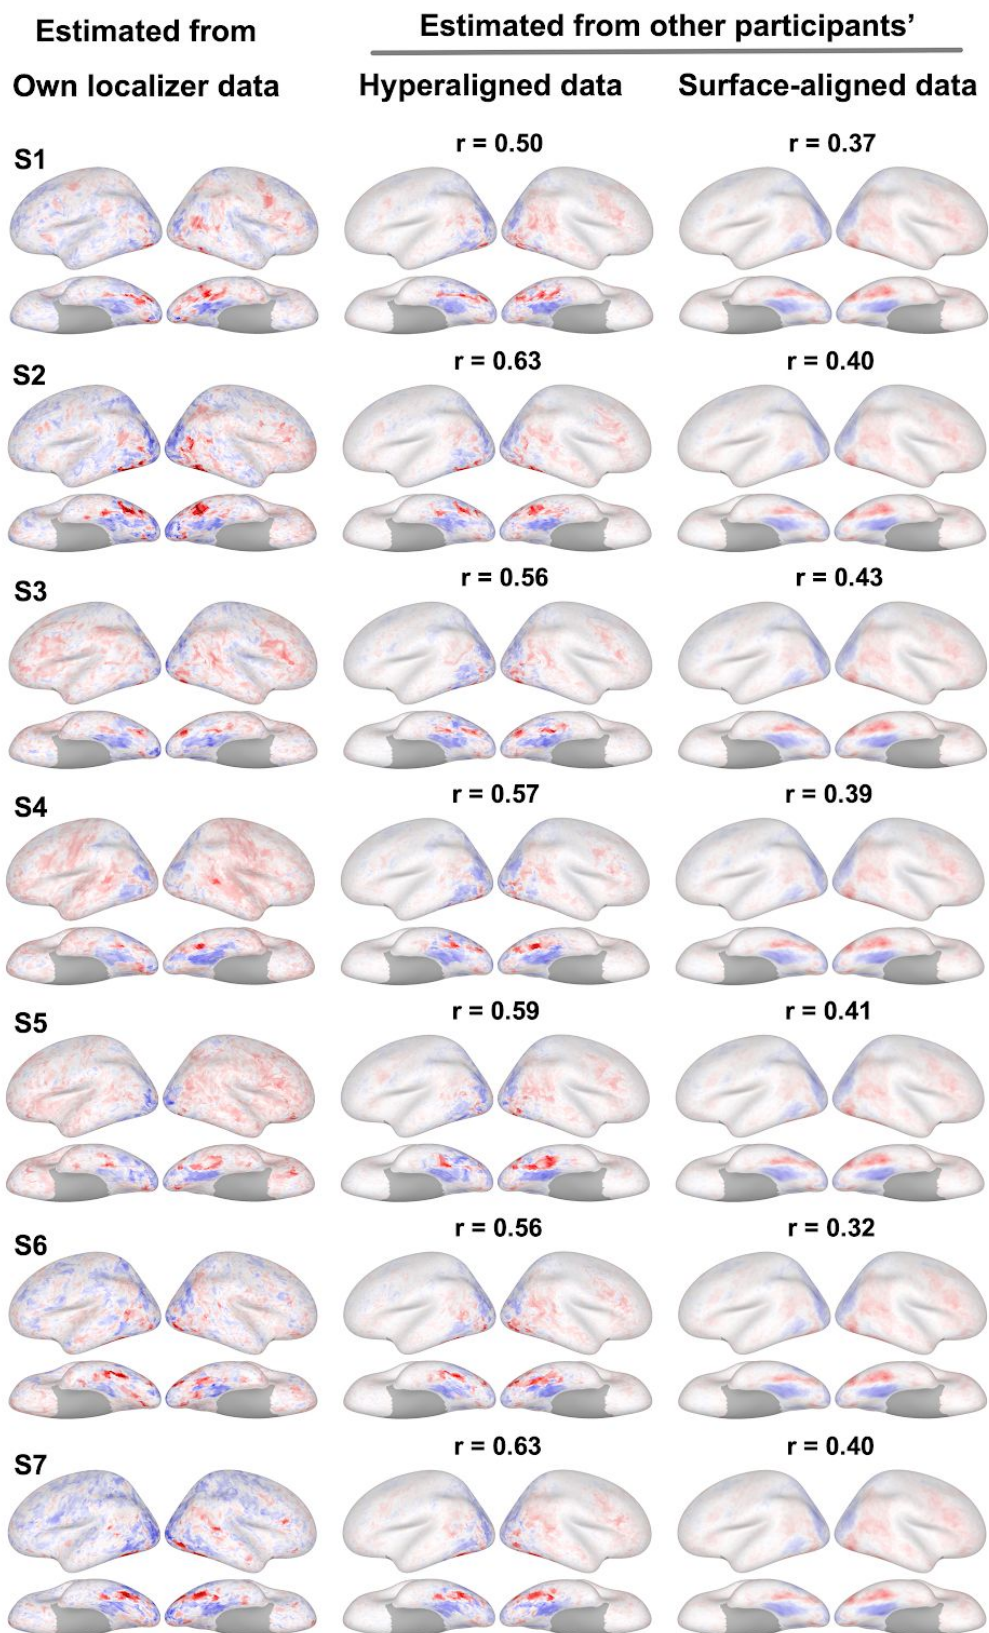 Estimated from
Estimated from other participants’
Own localizer data
Hyperaligned data
Surface-aligned data
S1
r = 0.50
r = 0.37
S2
r = 0.63
r = 0.40
S3
r = 0.56
r = 0.43
S4
r = 0.57
r = 0.39
S5
r = 0.59
r = 0.41
S6
r = 0.56
r = 0.32
S7
r = 0.63
r = 0.40